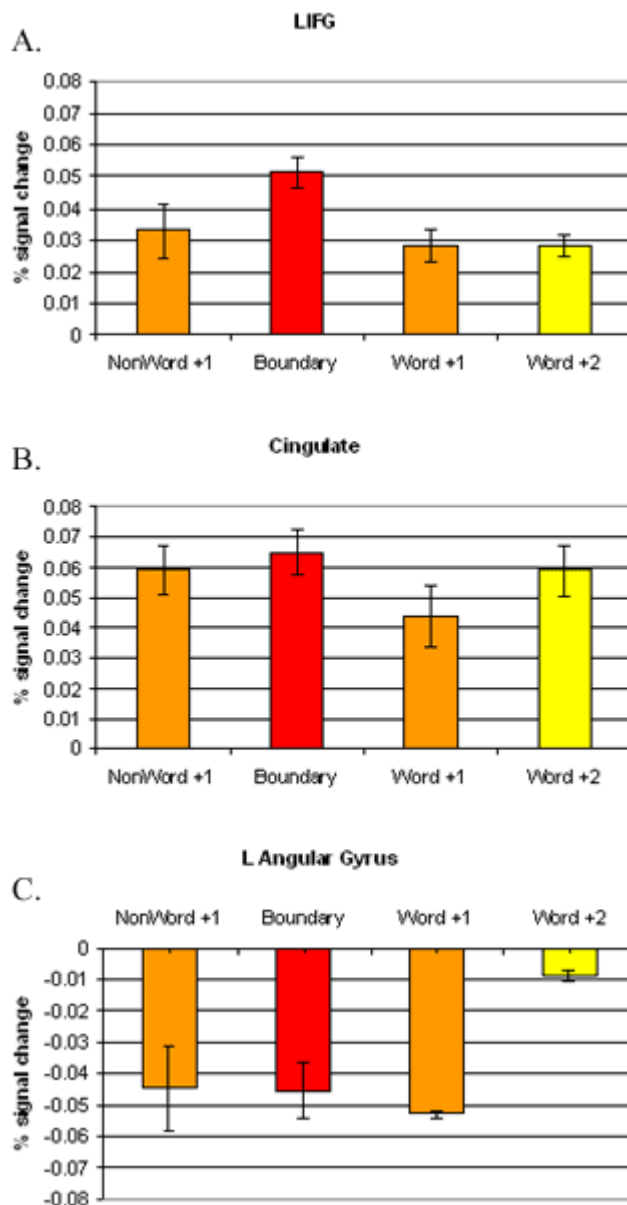 LIFG
A.
0.08
0.07
0.06
0.05
0.04
0.03
0.02
0.01
0
% signal change
NonWord +1 Boundary Word +1 Word +2
Cingulate
B.
0.08
0.07
0.06
0.05
0.04
0.03
0.02
0.01
0
% signal change
NonWord +1 Boundary Word +1 Word +2
L Angular Gyrus
C.
NonWord +1 Boundary Word +1 Word +2
0
-0.01
-0.02
-0.03
-0.04
-0.05
-0.06
-0.07
-0.08
% signal change